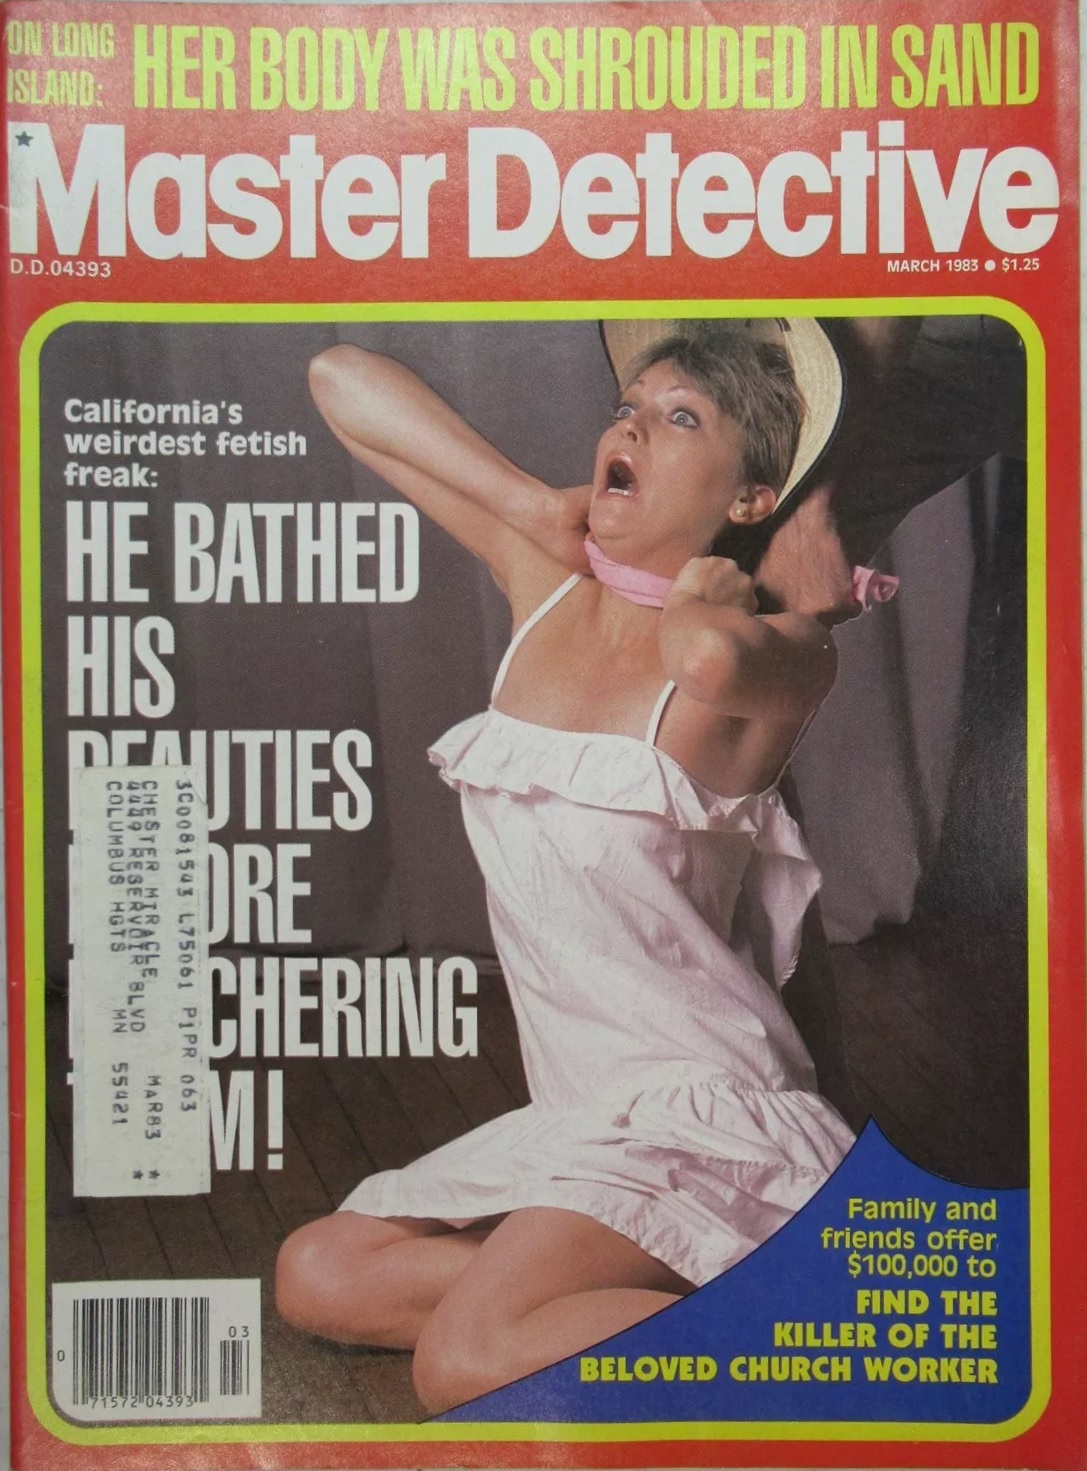 ON LONG
ISLAND:
HER BODY WAS SHROUDED IN SAND
Master Detective
D.D.04393
MARCH 1983 ● $1.25
California's
weirdest fetish
freak:
HE BATHED
HIS
BEAUTIES
ORE
CHERING
M!
3C0081543 L75061 P1PR 063
CHESTER MIRACLE MAR83 *
4449 RESERVOIR BLVD *
COLUMBUS HGTS MN 55421
Family and
friends offer
$100,000 to
FIND THE
KILLER OF THE
BELOVED CHURCH WORKER
03
0
71572 04393